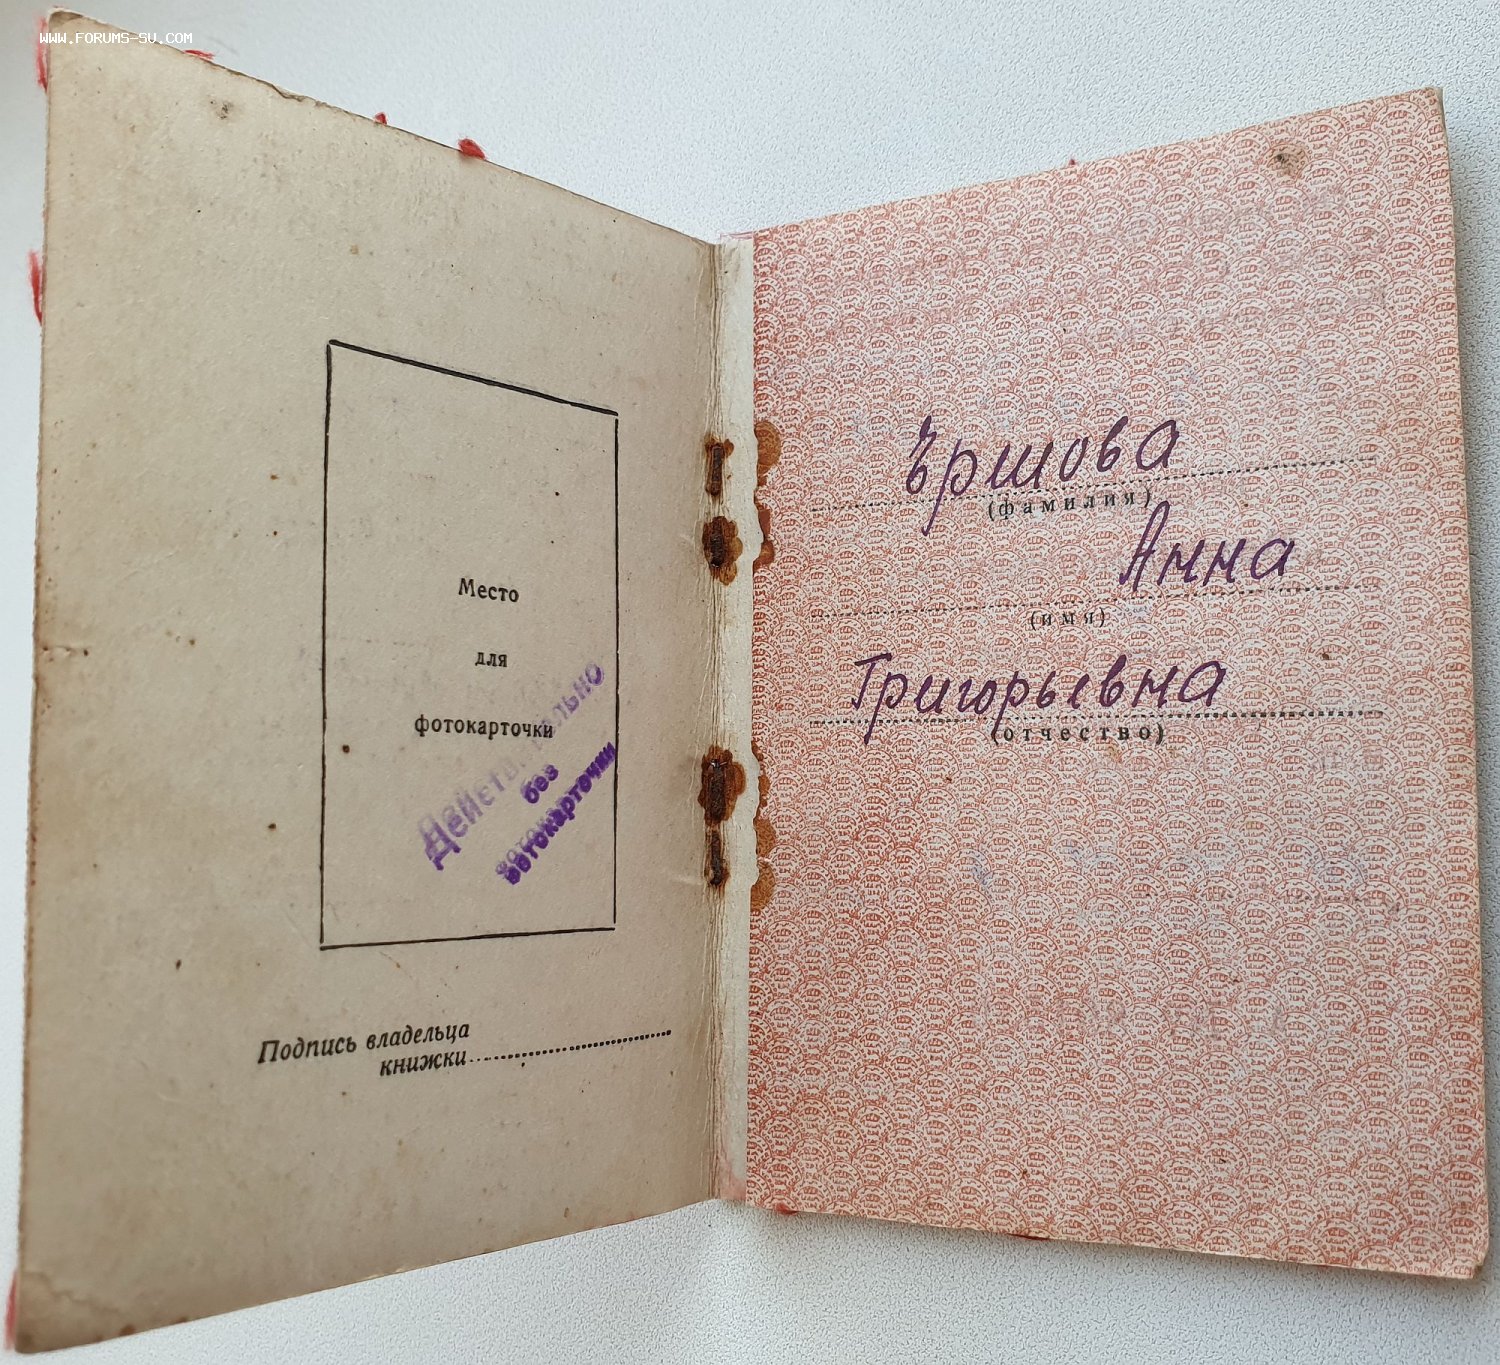 WWW.FORUMS-SU.COM
Место
для
фотокарточки
Действительно
без
фотокарточки
Подпись владельца
книжки
Ершова
(фамилия)
Анна
(имя)
Григорьевна
(отчество)